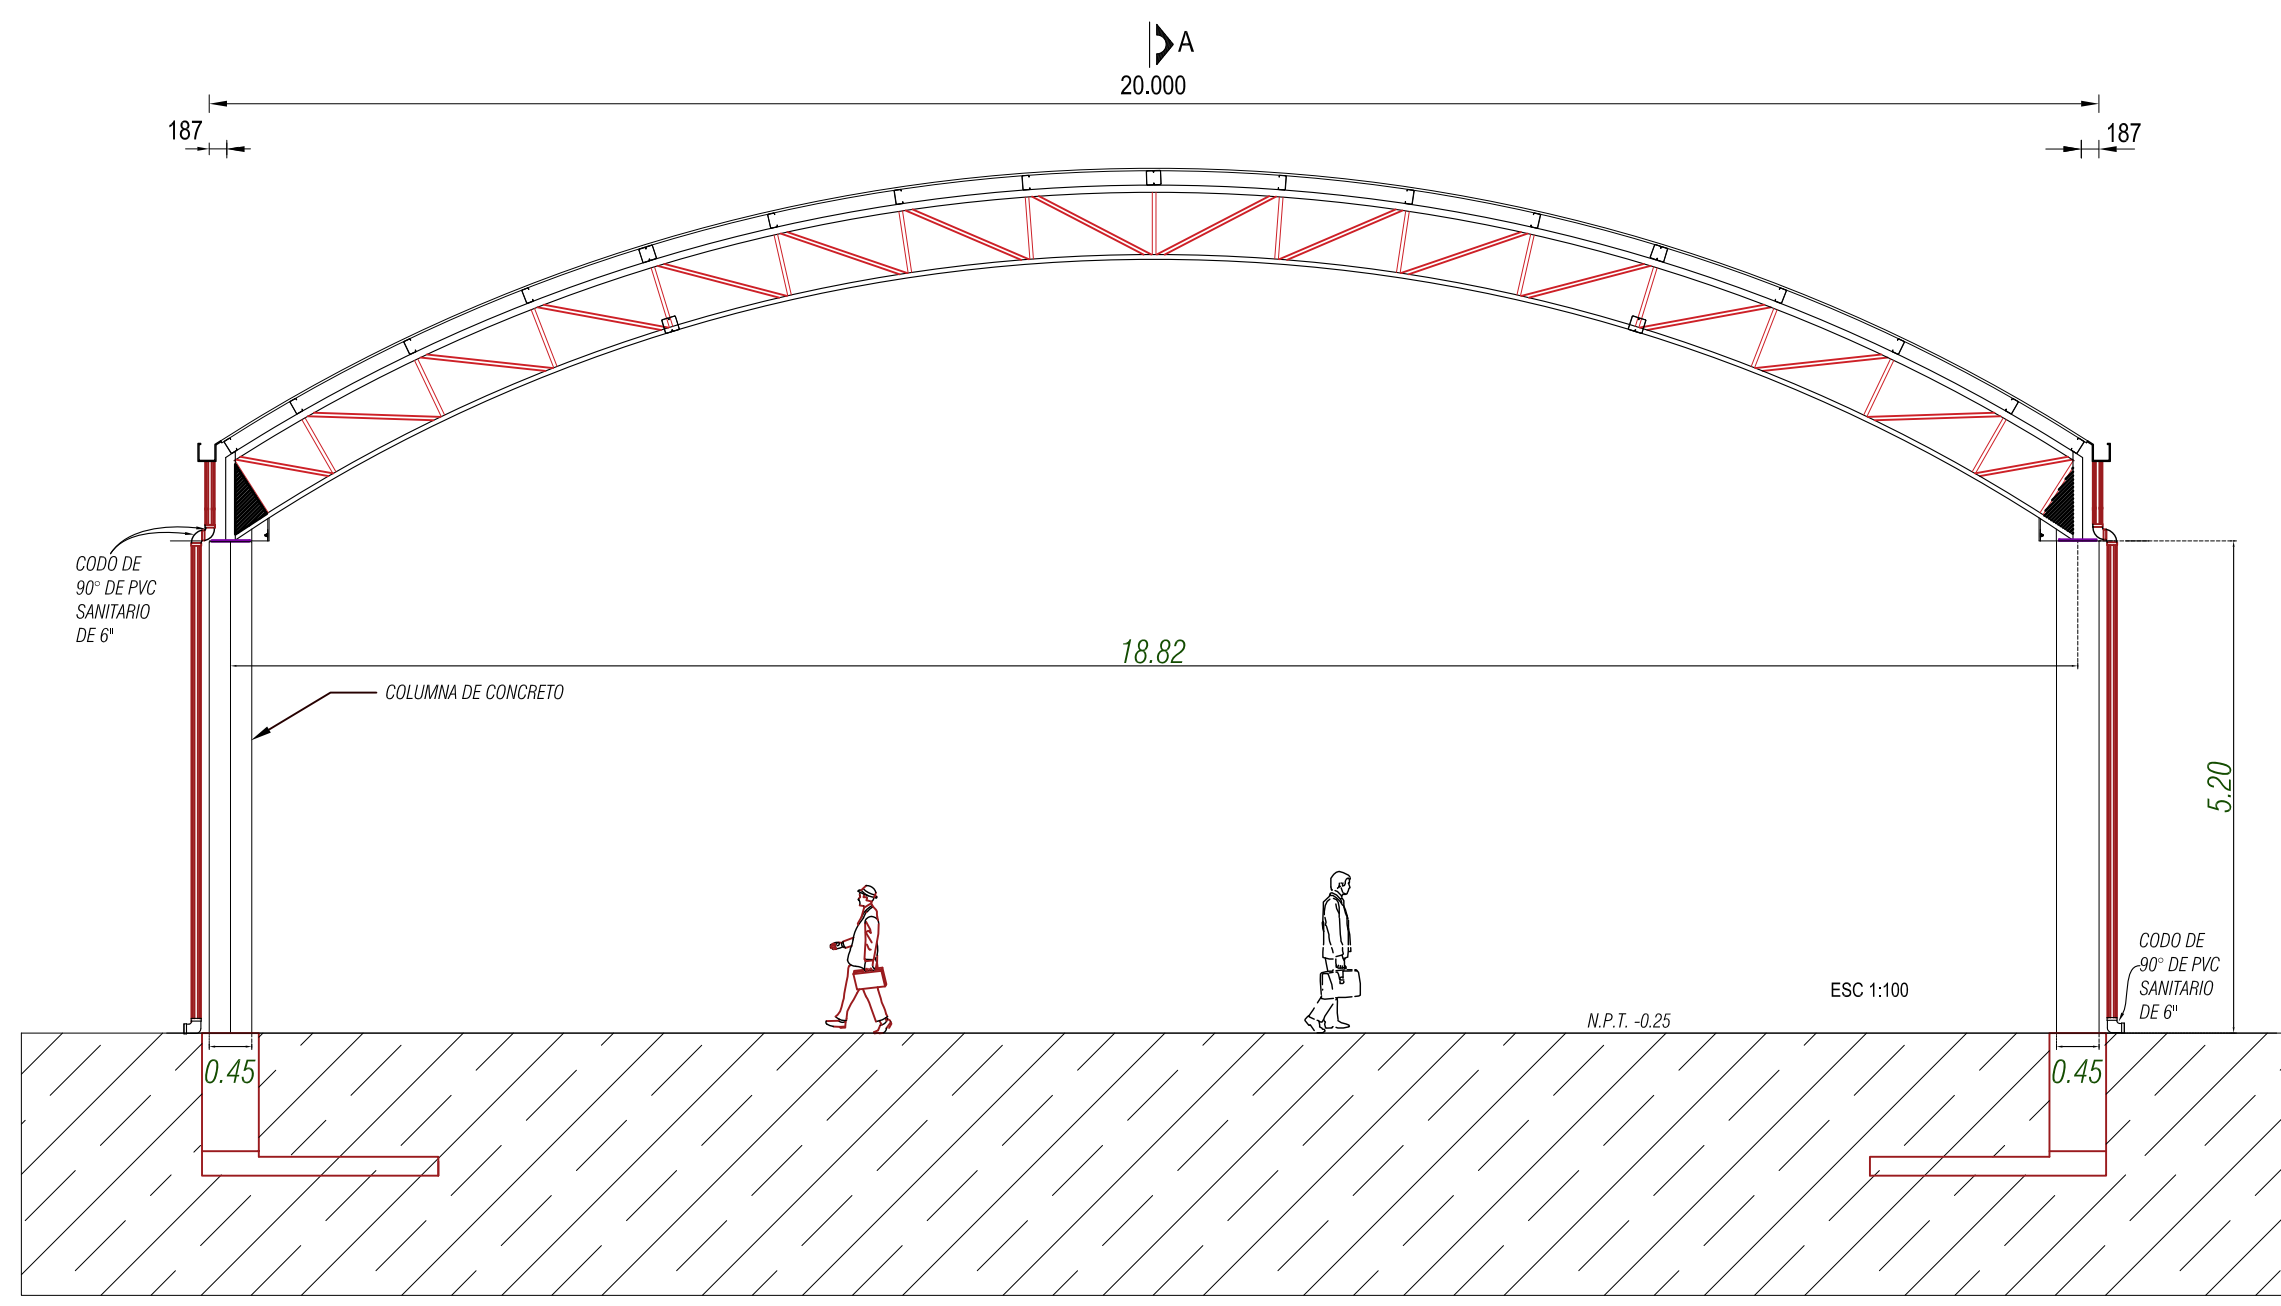 A
20.000
187
187
CODO DE
90° DE PVC
SANITARIO
DE 6"
18.82
COLUMNA DE CONCRETO
5.20
CODO DE
90° DE PVC
SANITARIO
DE 6"
ESC 1:100
N.P.T. -0.25
0.45
0.45